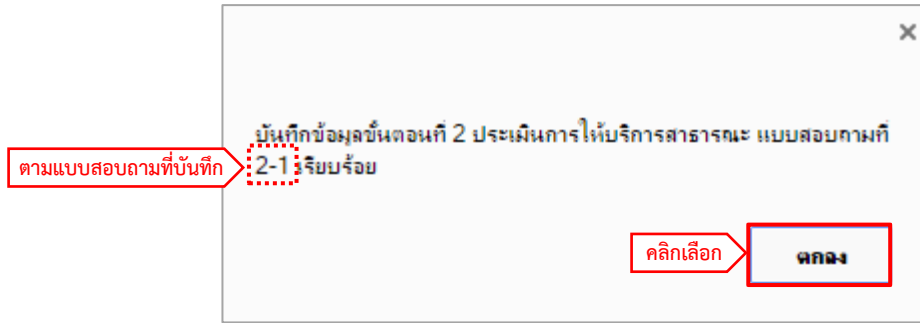 ×
บันทึกข้อมูลขั้นตอนที่ 2 ประเมินการให้บริการสาธารณะ แบบสอบถามที่
ตามแบบสอบถามที่บันทึก
2-1 เรียบร้อย
คลิกเลือก
ตกลง